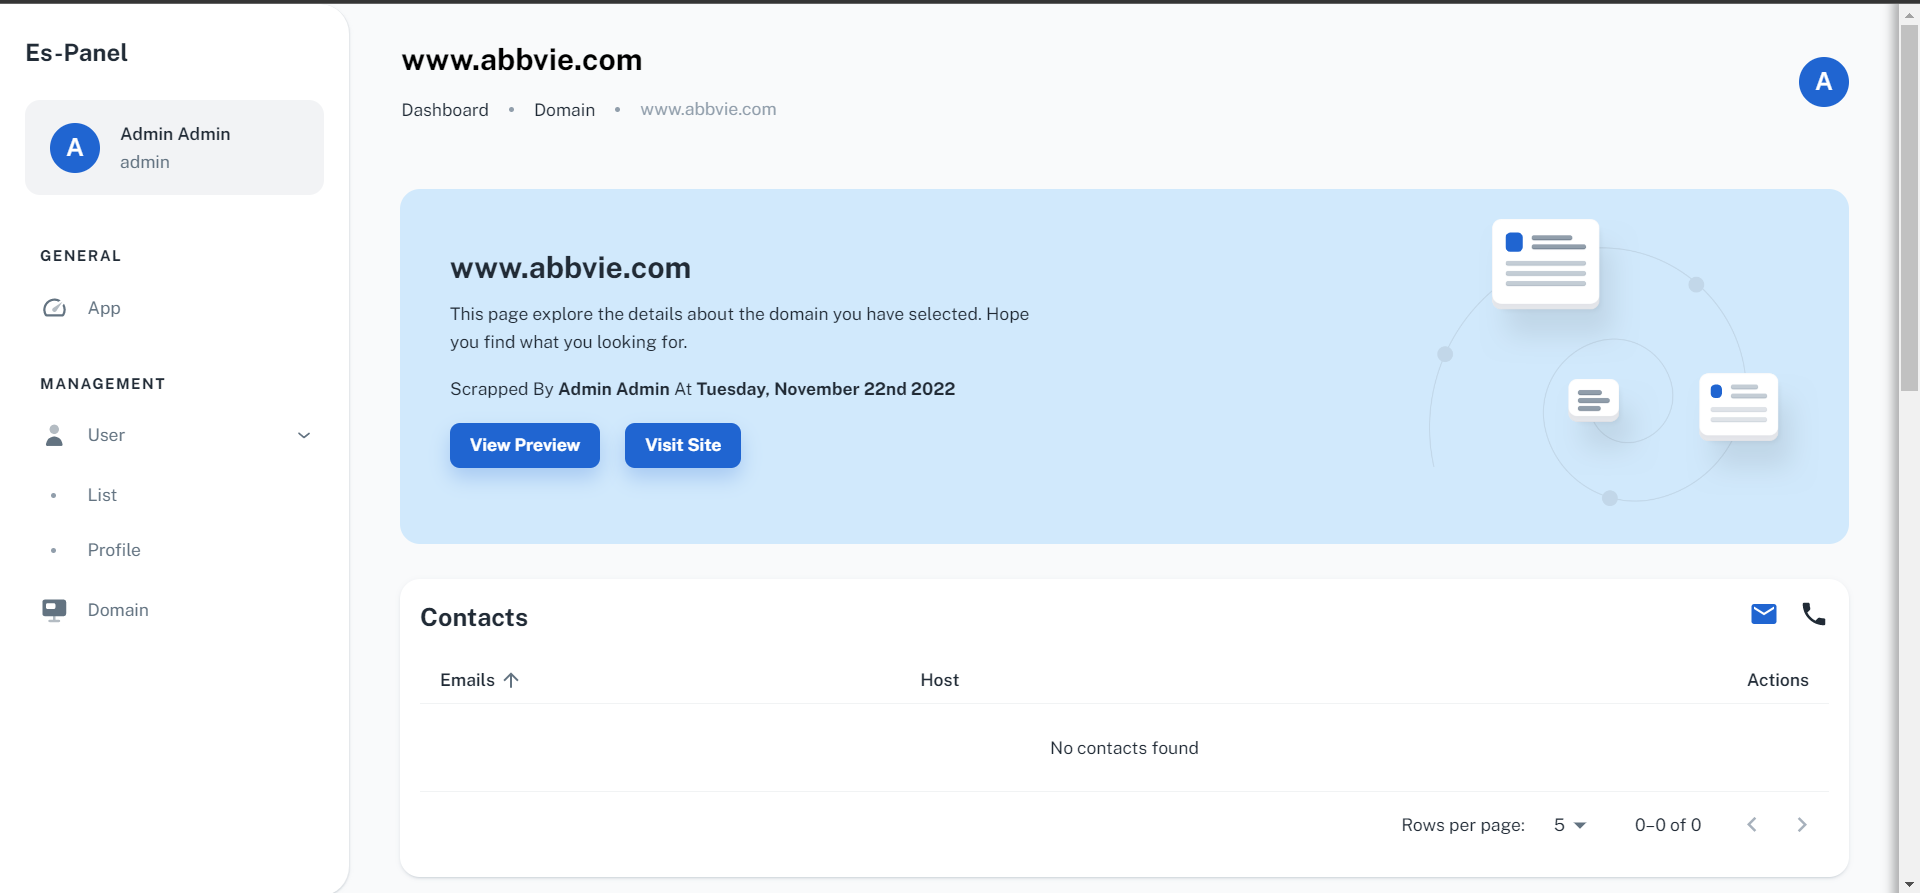 Es-Panel
A
Admin Admin
admin
GENERAL
App
MANAGEMENT
User
List
Profile
Domain
www.abbvie.com
Dashboard • Domain • www.abbvie.com
A
www.abbvie.com
This page explore the details about the domain you have selected. Hope
you find what you looking for.
Scrapped By Admin Admin At Tuesday, November 22nd 2022
View Preview Visit Site
Contacts
Emails Host Actions
No contacts found
Rows per page: 5 0–0 of 0